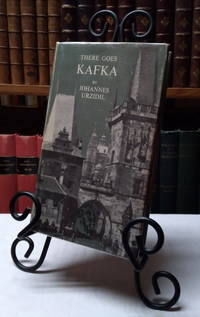 THERE GOES
KAFKA
BY
JOHANNES
URZIDIL